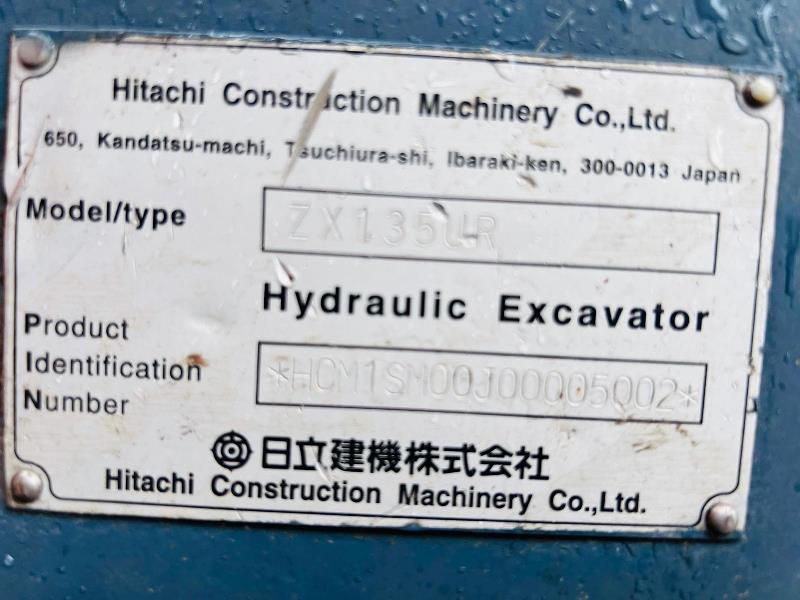 Hitachi Construction Machinery Co.,Ltd.
650, Kandatsu-machi, Tsuchiura-shi, Ibaraki-ken, 300-0013 Japan
Model/type ZX135UR
Hydraulic Excavator
Product
Identification
Number
*HCM1SM00J00005002*
日立建機株式会社
Hitachi Construction Machinery Co.,Ltd.